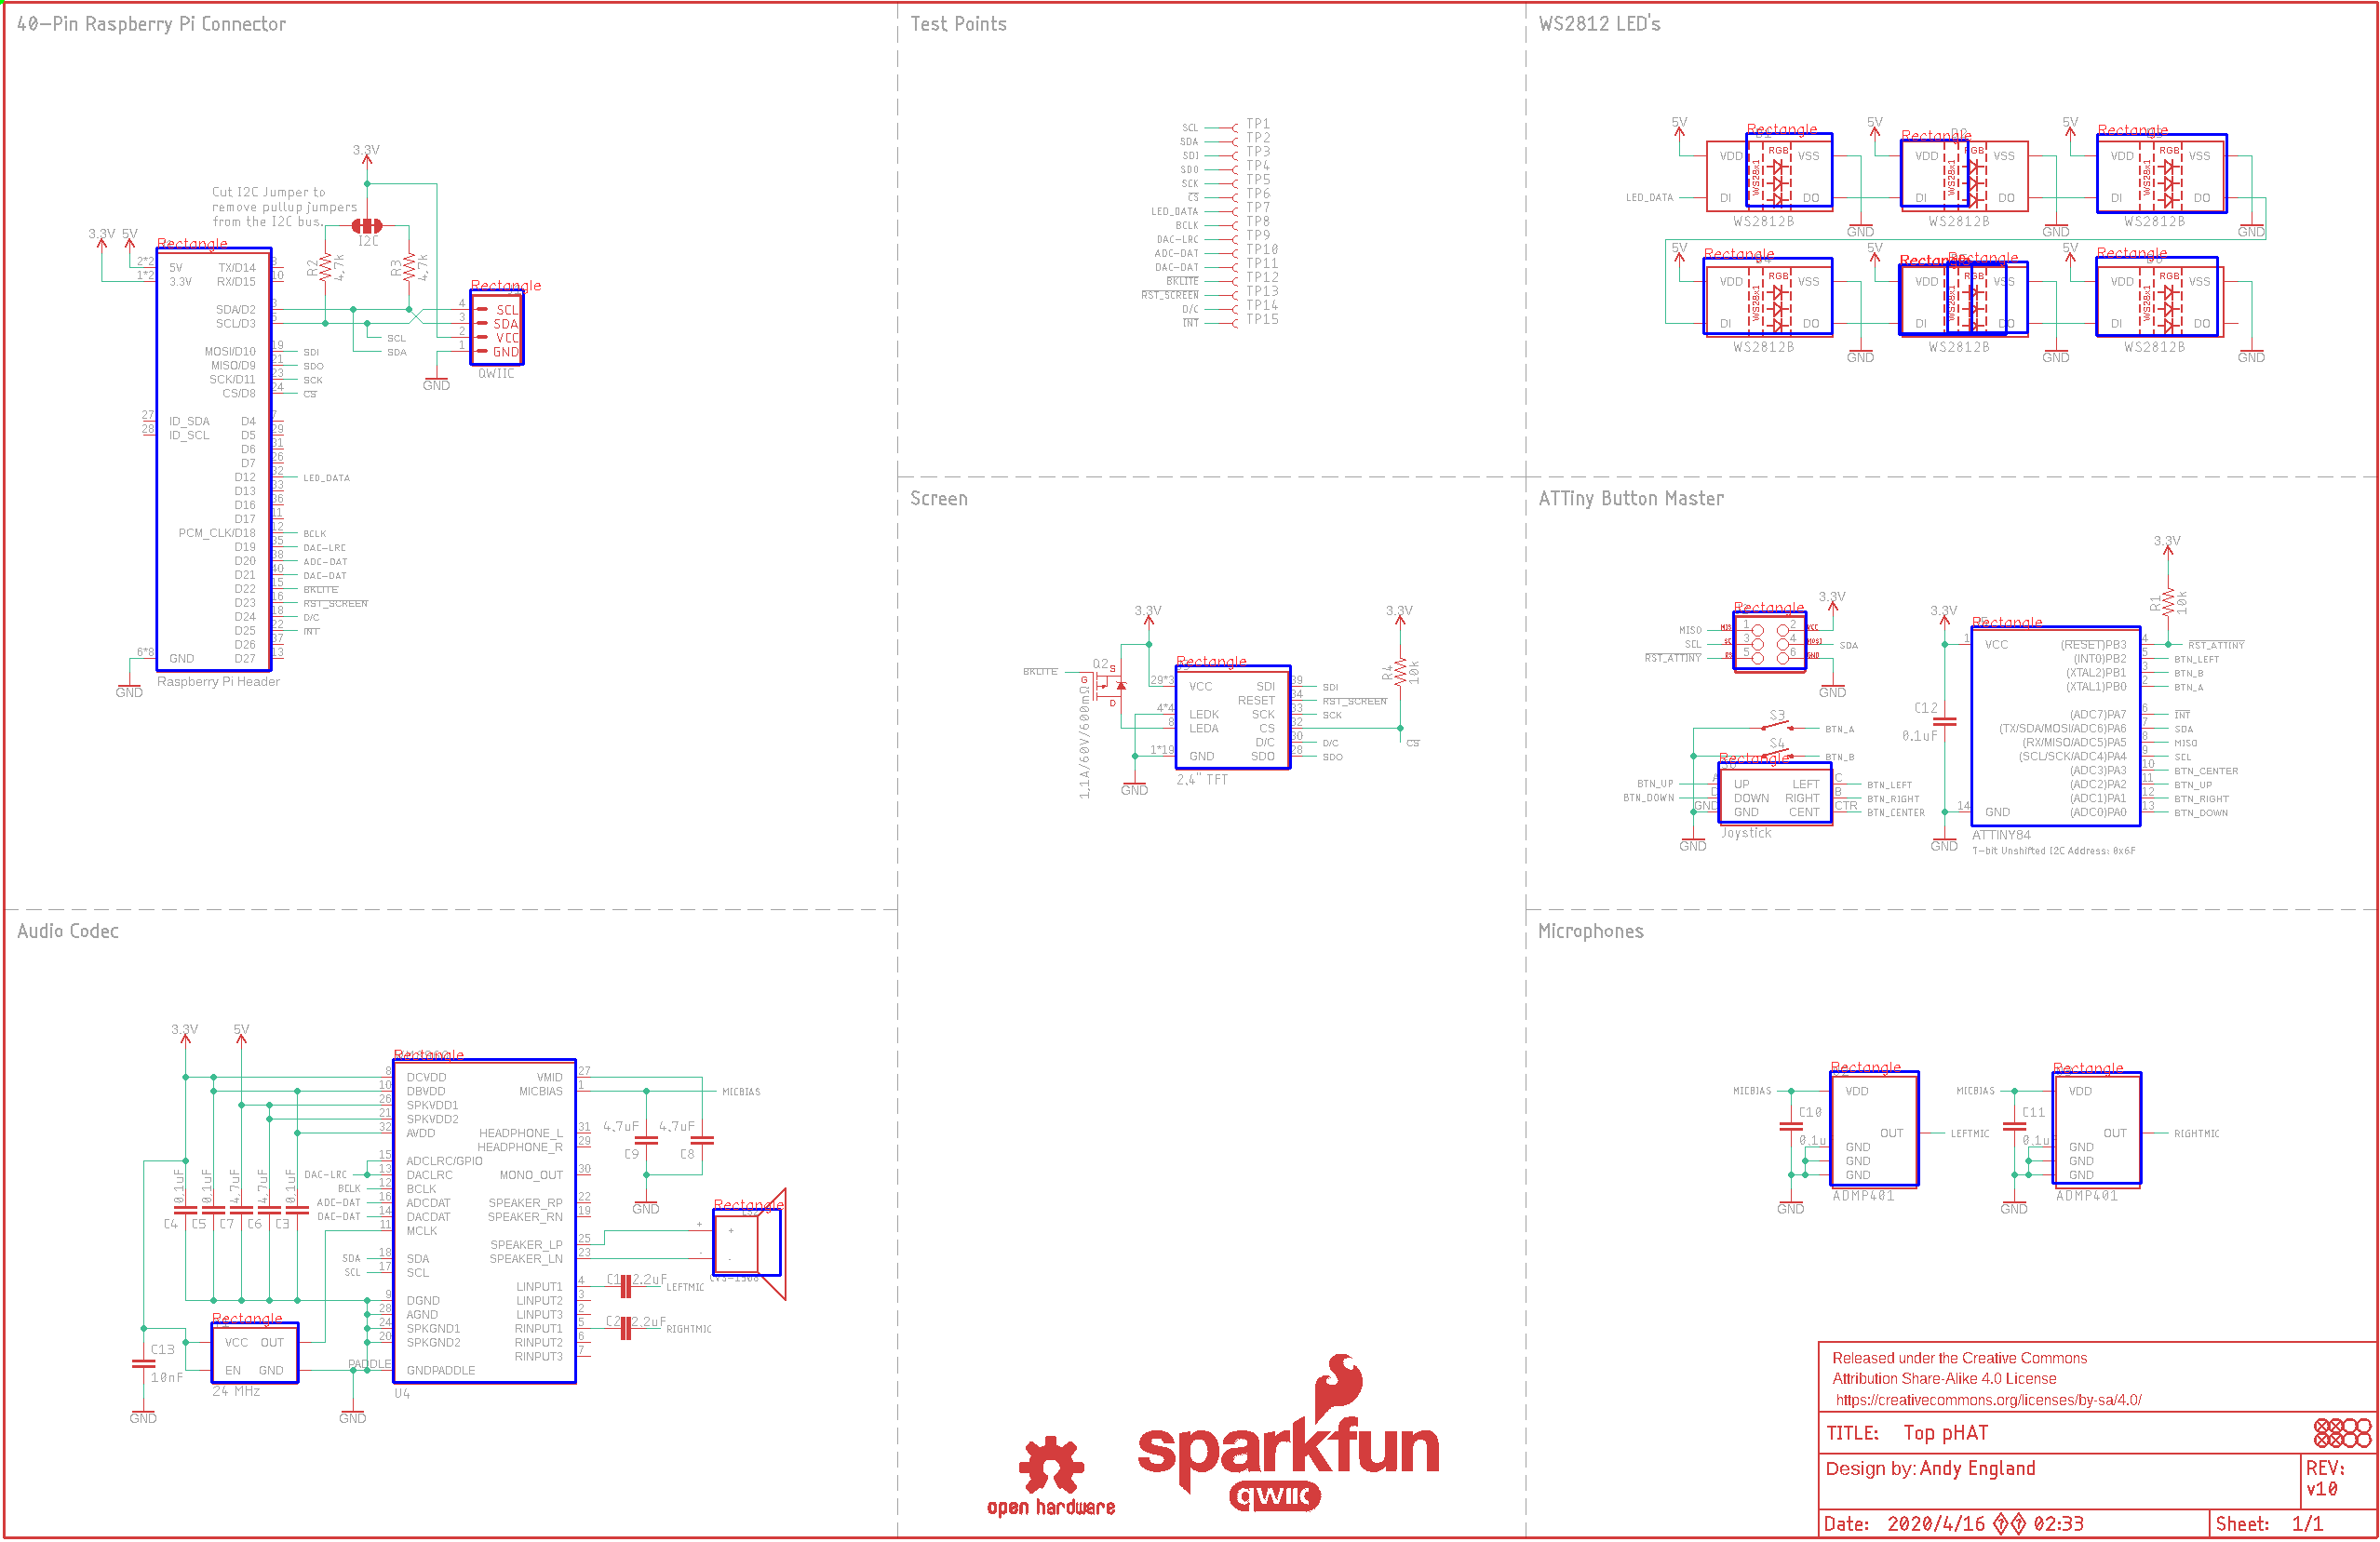 40-Pin Raspberry Pi Connector
3.3V
Cut I2C Jumper to
remove pullup jumpers
from the I2C bus.
I2C
3.3V 5V
Rectangle
R2
4.7k
R3
4.7k
2*2 5V TX/D14 8
1*2 3.3V RX/D15 10
SDA/D2 3
SCL/D3 5
MOSI/D10 19 SDI
MISO/D9 21 SDO
SCK/D11 23 SCK
CS/D8 24 CS
27 ID_SDA D4 7
28 ID_SCL D5 29
D6 31
D7 26
D12 32 LED_DATA
D13 33
D16 36
D17 11
PCM_CLK/D18 12 BCLK
D19 35 DAC-LRC
D20 38 ADC-DAT
D21 40 DAC-DAT
D22 15 BKLITE
D23 16 RST_SCREEN
D24 18 D/C
D25 22 INT
D26 37
6*8 GND D27 13
GND
Raspberry Pi Header
Rectangle
4 SCL
3 SDA
2 VCC
1 GND
QWIIC
SCL
SDA
GND
Test Points
SCL TP1
SDA TP2
SDI TP3
SDO TP4
SCK TP5
CS TP6
LED_DATA TP7
BCLK TP8
DAC-LRC TP9
ADC-DAT TP10
DAC-DAT TP11
BKLITE TP12
RST_SCREEN TP13
D/C TP14
INT TP15
WS2812 LED's
5V Rectangle 5V Rectangle 5V Rectangle
VDD RGB VSS VDD RGB VSS VDD RGB VSS
WS28x1 WS28x1 WS28x1
LED_DATA DI DO DI DO DI DO
WS2812B WS2812B WS2812B
GND GND GND
5V Rectangle 5V Rectangle Rectangle 5V Rectangle
VDD RGB VSS VDD RGB VSS VDD RGB VSS
WS28x1 WS28x1 WS28x1
DI DO DI DO DI DO
WS2812B WS2812B WS2812B
GND GND GND
Screen
3.3V 3.3V
BKLITE
Q2
G
S
D
1.1A/60V/600mΩ
Rectangle
29*3 VCC SDI 39 SDI
RESET 34 RST_SCREEN
4*4 LEDK SCK 33 SCK
8 LEDA CS 32
D/C 30 D/C
1*19 GND SDO 28 SDO
GND
2.4" TFT
R4
10k
CS
ATTiny Button Master
Rectangle
3.3V
MISO 1 2 VCC
SCL 3 4 MOSI SDA
RST_ATTINY 5 6 GND
GND
S3
BTN_A
S4
BTN_B
Rectangle
BTN_UP A UP LEFT C BTN_LEFT
BTN_DOWN D DOWN RIGHT B BTN_RIGHT
GND GND CENT CTR BTN_CENTER
Joystick
GND
3.3V
3.3V
R1
10k
C12
0.1uF
Rectangle
1 VCC (RESET)PB3 4 RST_ATTINY
(INT0)PB2 5 BTN_LEFT
(XTAL2)PB1 3 BTN_B
(XTAL1)PB0 2 BTN_A
(ADC7)PA7 6 INT
(TX/SDA/MOSI/ADC6)PA6 7 SDA
(RX/MISO/ADC5)PA5 8 MISO
(SCL/SCK/ADC4)PA4 9 SCL
(ADC3)PA3 10 BTN_CENTER
(ADC2)PA2 11 BTN_UP
(ADC1)PA1 12 BTN_RIGHT
14 GND (ADC0)PA0 13 BTN_DOWN
GND
ATTINY84
7-bit Unshifted I2C Address: 0x6F
Audio Codec
3.3V 5V
Rectangle
8 DCVDD VMID 27
10 DBVDD MICBIAS 1 MICBIAS
26 SPKVDD1
21 SPKVDD2
32 AVDD HEADPHONE_L 31
HEADPHONE_R 29
15 ADCLRC/GPIO
DAC-LRC 13 DACLRC MONO_OUT 30
BCLK 12 BCLK
ADC-DAT 16 ADCDAT SPEAKER_RP 22
DAC-DAT 14 DACDAT SPEAKER_RN 19
11 MCLK
SPEAKER_LP 25
SDA 18 SDA SPEAKER_LN 23
SCL 17 SCL
LINPUT1 4
9 DGND LINPUT2 3
28 AGND LINPUT3 2
24 SPKGND1 RINPUT1 5
20 SPKGND2 RINPUT2 6
RINPUT3 7
PADDLE GNDPADDLE
U4
0.1uF 0.1uF 4.7uF 4.7uF 0.1uF
C4 C5 C7 C6 C3
4.7uF 4.7uF
C9 C8
GND
Rectangle
+ +
- -
C1 2.2uF LEFTMIC
C2 2.2uF RIGHTMIC
Rectangle
VCC OUT
EN GND
24 MHz
C13
10nF
GND
GND
Microphones
MICBIAS Rectangle MICBIAS Rectangle
VDD VDD
C10 C11
0.1u 0.1u
OUT LEFTMIC OUT RIGHTMIC
GND GND
GND GND
GND GND
ADMP401 ADMP401
GND GND
open hardware
sparkfun
qwiic
Released under the Creative Commons
Attribution Share-Alike 4.0 License
https://creativecommons.org/licenses/by-sa/4.0/
TITLE: Top pHAT
Design by: Andy England
REV:
v10
Date: 2020/4/16 02:33
Sheet: 1/1